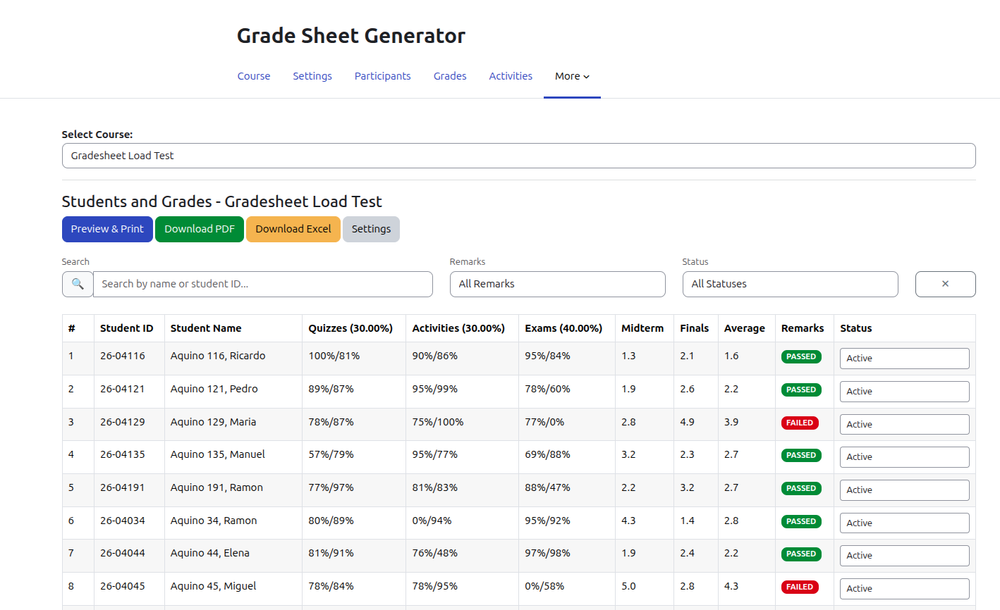 Grade Sheet Generator
Course Settings Participants Grades Activities More
Select Course:
Gradesheet Load Test
Students and Grades - Gradesheet Load Test
Preview & Print Download PDF Download Excel Settings
Search Remarks Status
Search by name or student ID... All Remarks All Statuses ×
# Student ID Student Name Quizzes (30.00%) Activities (30.00%) Exams (40.00%) Midterm Finals Average Remarks Status
1 26-04116 Aquino 116, Ricardo 100%/81% 90%/86% 95%/84% 1.3 2.1 1.6 PASSED Active
2 26-04121 Aquino 121, Pedro 89%/87% 95%/99% 78%/60% 1.9 2.6 2.2 PASSED Active
3 26-04129 Aquino 129, Maria 78%/87% 75%/100% 77%/0% 2.8 4.9 3.9 FAILED Active
4 26-04135 Aquino 135, Manuel 57%/79% 95%/77% 69%/88% 3.2 2.3 2.7 PASSED Active
5 26-04191 Aquino 191, Ramon 77%/97% 81%/83% 88%/47% 2.2 3.2 2.7 PASSED Active
6 26-04034 Aquino 34, Ramon 80%/89% 0%/94% 95%/92% 4.3 1.4 2.8 PASSED Active
7 26-04044 Aquino 44, Elena 81%/91% 76%/48% 97%/98% 1.9 2.4 2.2 PASSED Active
8 26-04045 Aquino 45, Miguel 78%/84% 78%/95% 0%/58% 5.0 2.8 4.3 FAILED Active